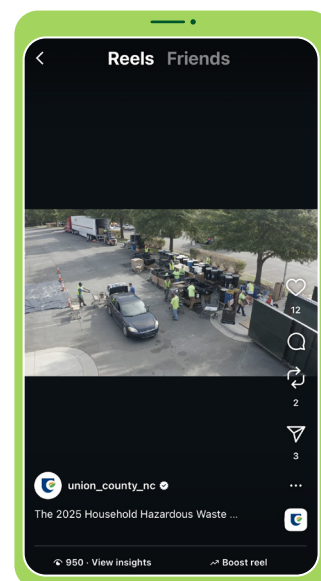 Reels Friends
12
2
3
union_county_nc
The 2025 Household Hazardous Waste ...
950 · View insights
Boost reel